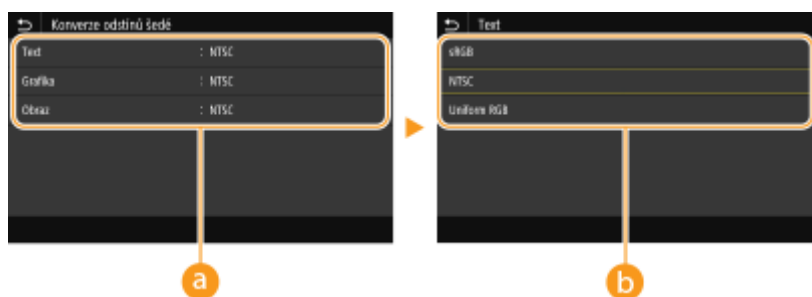 Konverze odstínů šedé
Text : NTSC
Grafika : NTSC
Obraz : NTSC
a
Text
sRGB
NTSC
Uniform RGB
b